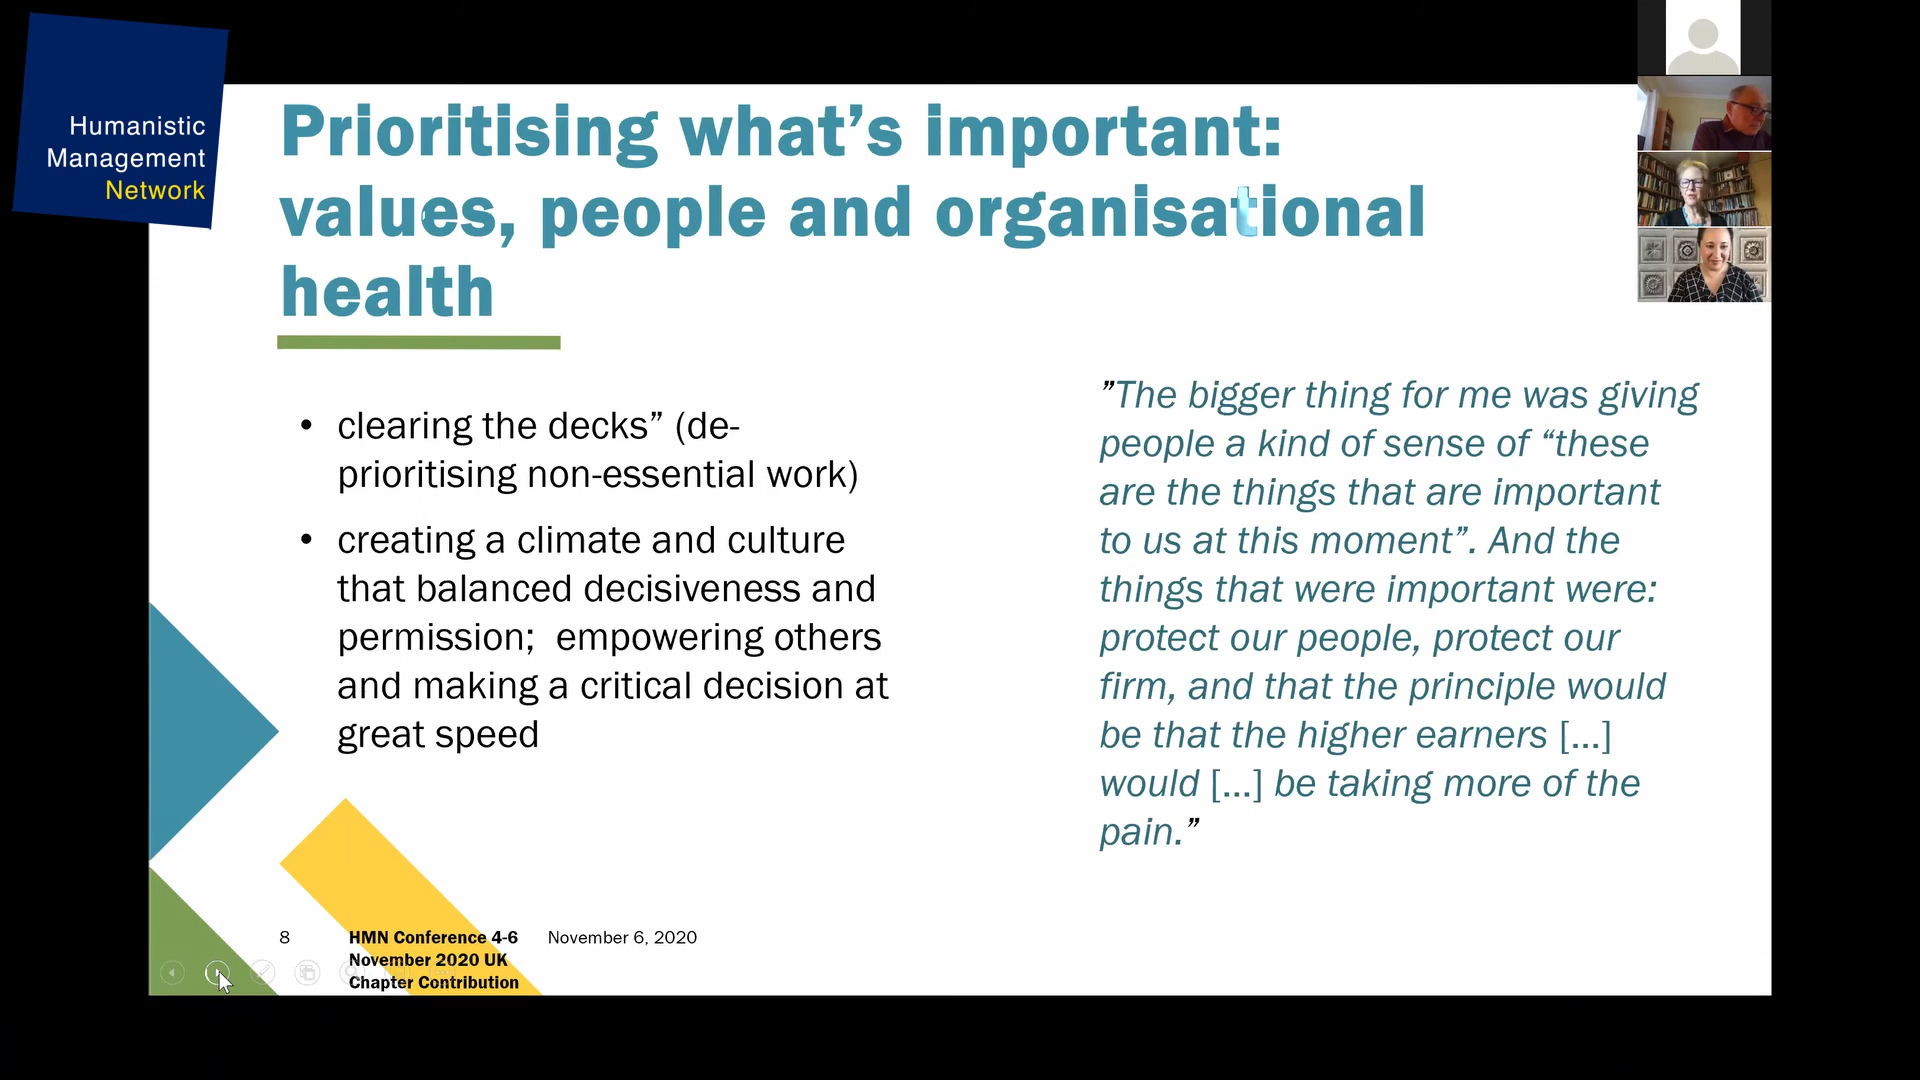 Humanistic
Management
Network
Prioritising what’s important:
values, people and organisational
health
• clearing the decks” (de-
prioritising non-essential work)
• creating a climate and culture
that balanced decisiveness and
permission;  empowering others
and making a critical decision at
great speed
”The bigger thing for me was giving
people a kind of sense of “these
are the things that are important
to us at this moment”. And the
things that were important were:
protect our people, protect our
firm, and that the principle would
be that the higher earners [...]
would [...] be taking more of the
pain.”
8
HMN Conference 4-6
November 2020 UK
Chapter Contribution
November 6, 2020